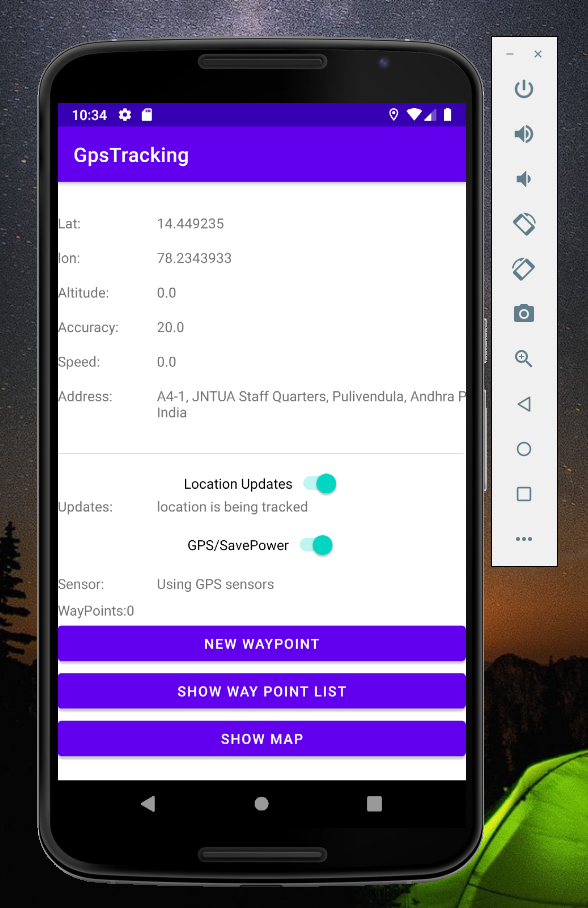 10:34
GpsTracking
Lat: 14.449235
lon: 78.2343933
Altitude: 0.0
Accuracy: 20.0
Speed: 0.0
Address: A4-1, JNTUA Staff Quarters, Pulivendula, Andhra P
India
Location Updates
Updates: location is being tracked
GPS/SavePower
Sensor: Using GPS sensors
WayPoints:0
NEW WAYPOINT
SHOW WAY POINT LIST
SHOW MAP